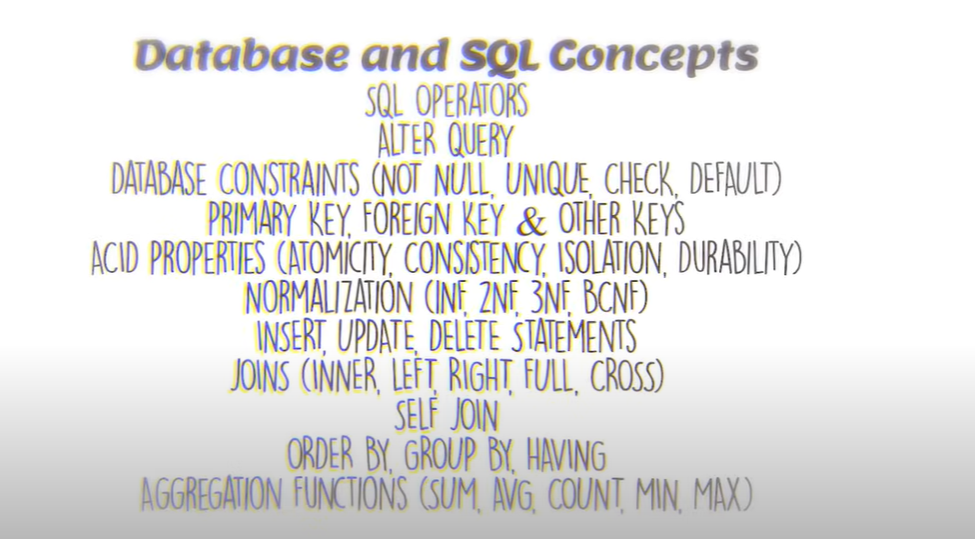 Database and SQL Concepts
SQL OPERATORS
ALTER QUERY
DATABASE CONSTRAINTS (NOT NULL, UNIQUE, CHECK, DEFAULT)
PRIMARY KEY, FOREIGN KEY & OTHER KEYS
ACID PROPERTIES (ATOMICITY, CONSISTENCY, ISOLATION, DURABILITY)
NORMALIZATION (1NF, 2NF, 3NF, BCNF)
INSERT, UPDATE, DELETE STATEMENTS
JOINS (INNER, LEFT, RIGHT, FULL, CROSS)
SELF JOIN
ORDER BY, GROUP BY, HAVING
AGGREGATION FUNCTIONS (SUM, AVG, COUNT, MIN, MAX)